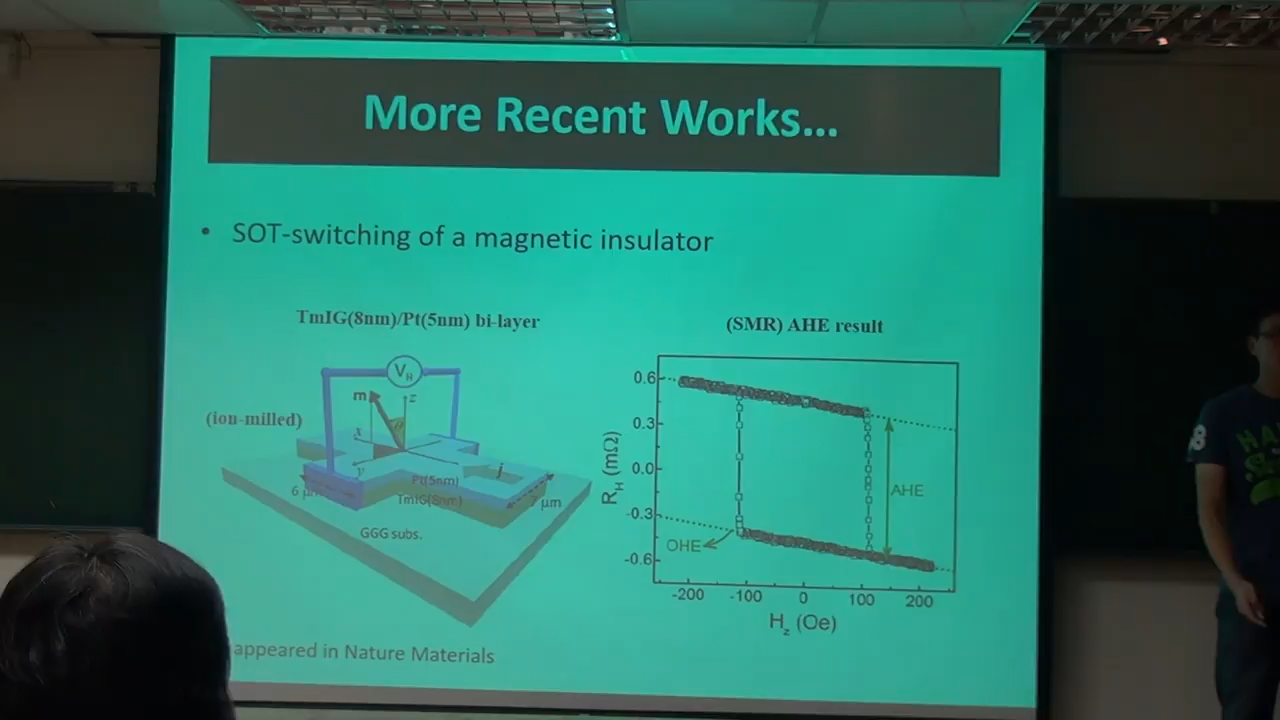 More Recent Works...
• SOT-switching of a magnetic insulator
TmIG(8nm)/Pt(5nm) bi-layer
(SMR) AHE result
V_H
m
z
(ion-milled)
x
y
j
Pt(5nm)
6
TmIG(8nm)
μm
GGG subs.
0.6
0.3
0.0
-0.3
-0.6
R_H (mΩ)
AHE
OHE
-200 -100 0 100 200
H_z (Oe)
appeared in Nature Materials